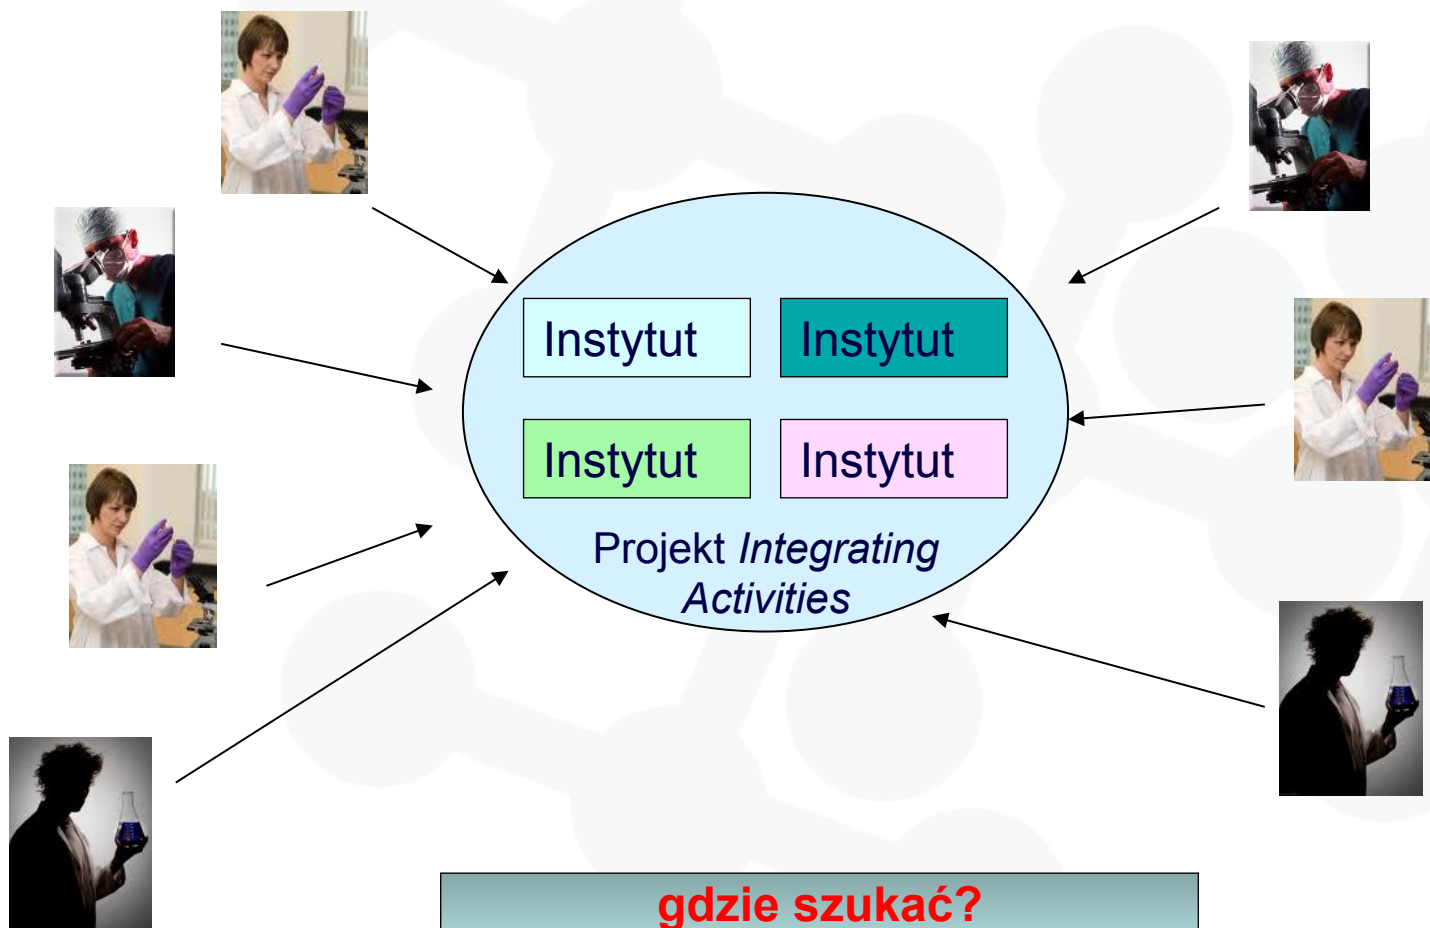 Instytut Instytut
Instytut Instytut
Projekt Integrating
Activities
gdzie szukać?